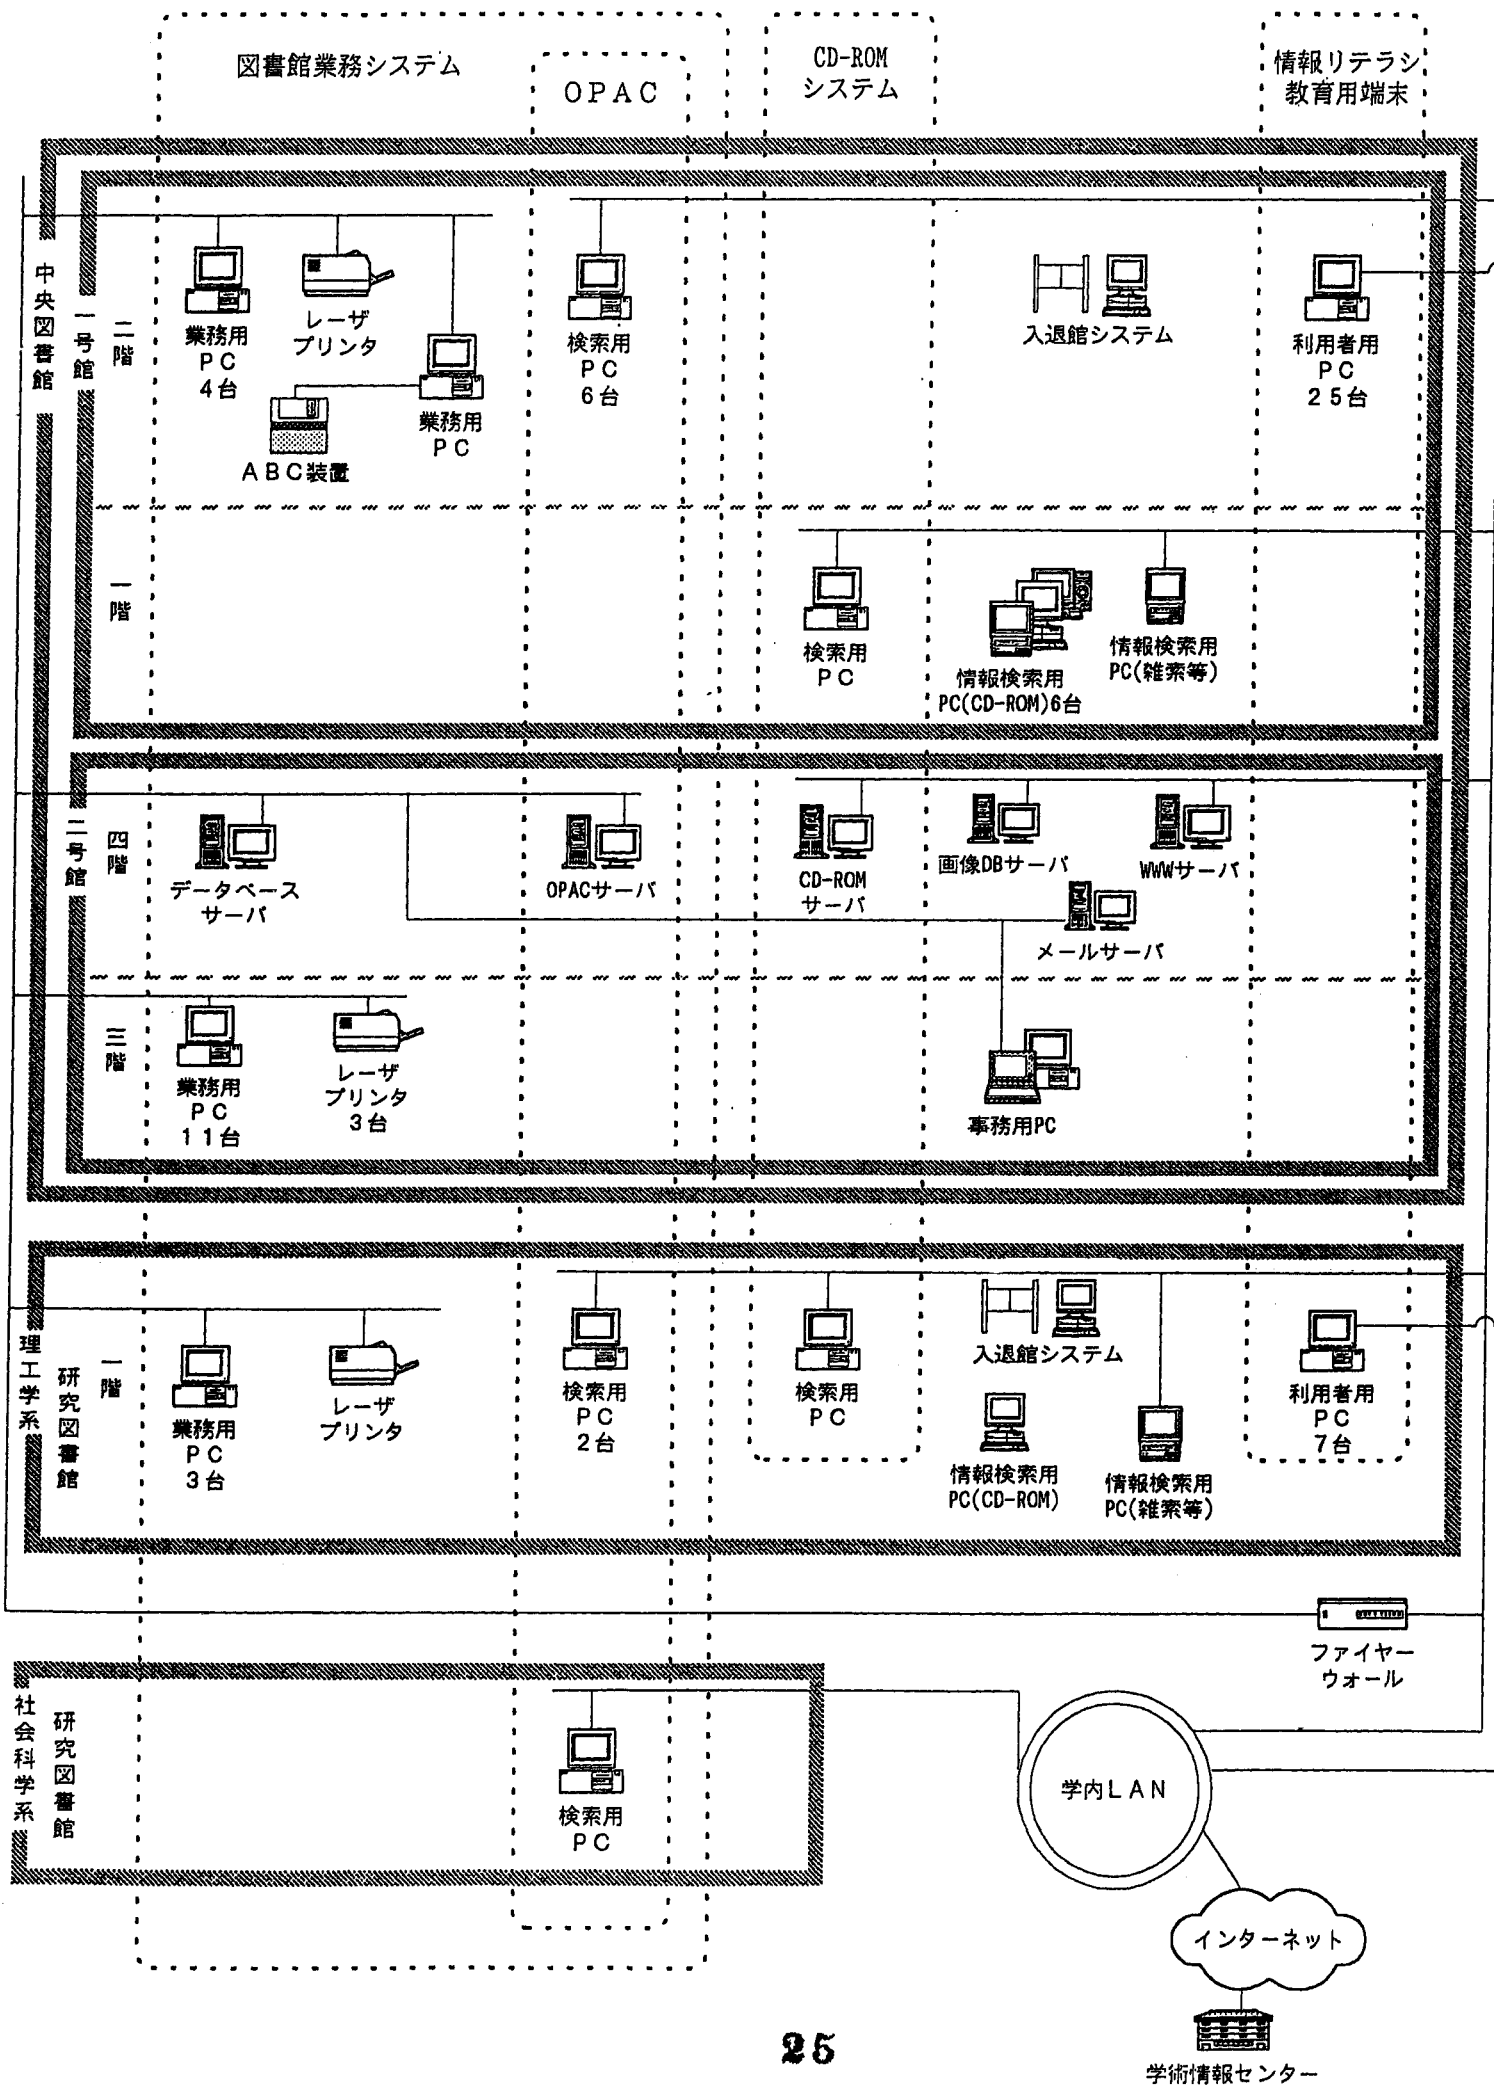 図書館業務システム
OPAC
CD-ROM
システム
情報リテラシ
教育用端末
中央図書館
一号館
二階
業務用
PC
4台
レーザ
プリンタ
業務用
PC
ABC装置
検索用
PC
6台
入退館システム
利用者用
PC
25台
一階
検索用
PC
情報検索用
PC(CD-ROM)6台
情報検索用
PC(雑索等)
二号館
四階
データベース
サーバ
OPACサーバ
CD-ROM
サーバ
画像DBサーバ
WWWサーバ
メールサーバ
三階
業務用
PC
11台
レーザ
プリンタ
3台
事務用PC
理工学系
研究図書館
一階
業務用
PC
3台
レーザ
プリンタ
検索用
PC
2台
検索用
PC
入退館システム
情報検索用
PC(CD-ROM)
情報検索用
PC(雑索等)
利用者用
PC
7台
ファイヤー
ウォール
社会科学系
研究図書館
検索用
PC
学内LAN
インターネット
学術情報センター
25